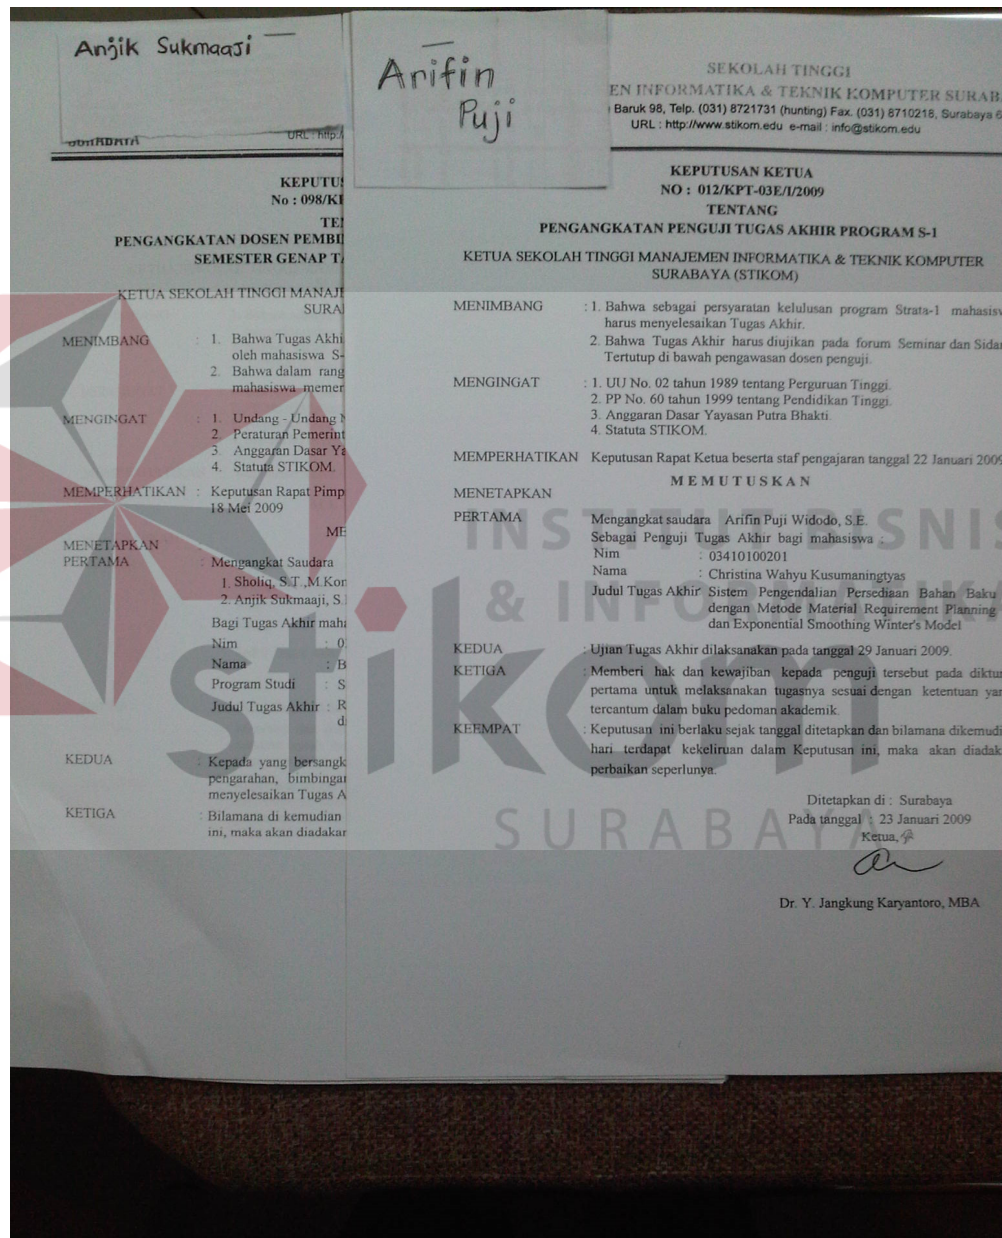 Anjik Sukmaaji
URL : http:/
KEPUTUS
No : 098/KI
TEN
PENGANGKATAN DOSEN PEMBI
SEMESTER GENAP TA
KETUA SEKOLAH TINGGI MANAJE
SURA
MENIMBANG : 1. Bahwa Tugas Akhi
oleh mahasiswa S-
2. Bahwa dalam rang
mahasiswa memer
MENGINGAT : 1. Undang - Undang N
2. Peraturan Pemerint
3. Anggaran Dasar Ya
4. Statuta STIKOM.
MEMPERHATIKAN : Keputusan Rapat Pimp
18 Mei 2009
ME
MENETAPKAN
PERTAMA : Mengangkat Saudara
1. Sholiq, S.T.,M.Kom
2. Anjik Sukmaaji, S.
Bagi Tugas Akhir maha
Nim : 0
Nama : B
Program Studi : S
Judul Tugas Akhir : R
d
KEDUA : Kepada yang bersangk
pengarahan, bimbingan
menyelesaikan Tugas A
KETIGA : Bilamana di kemudian
ini, maka akan diadakan
Arifin
Puji
SEKOLAH TINGGI
EN INFORMATIKA & TEKNIK KOMPUTER SURAB
Baruk 98, Telp. (031) 8721731 (hunting) Fax. (031) 8710218, Surabaya 6
URL : http://www.stikom.edu e-mail : info@stikom.edu
KEPUTUSAN KETUA
NO : 012/KPT-03E/I/2009
TENTANG
PENGANGKATAN PENGUJI TUGAS AKHIR PROGRAM S-1
KETUA SEKOLAH TINGGI MANAJEMEN INFORMATIKA & TEKNIK KOMPUTER
SURABAYA (STIKOM)
MENIMBANG : 1. Bahwa sebagai persyaratan kelulusan program Strata-1 mahasisw
harus menyelesaikan Tugas Akhir.
2. Bahwa Tugas Akhir harus diujikan pada forum Seminar dan Sidan
Tertutup di bawah pengawasan dosen penguji.
MENGINGAT : 1. UU No. 02 tahun 1989 tentang Perguruan Tinggi.
2. PP No. 60 tahun 1999 tentang Pendidikan Tinggi.
3. Anggaran Dasar Yayasan Putra Bhakti.
4. Statuta STIKOM.
MEMPERHATIKAN Keputusan Rapat Ketua beserta staf pengajaran tanggal 22 Januari 2009
MEMUTUSKAN
MENETAPKAN
PERTAMA Mengangkat saudara Arifin Puji Widodo, S.E.
Sebagai Penguji Tugas Akhir bagi mahasiswa :
Nim : 03410100201
Nama : Christina Wahyu Kusumaningtyas
Judul Tugas Akhir Sistem Pengendalian Persediaan Bahan Baku
dengan Metode Material Requirement Planning
dan Exponential Smoothing Winter's Model
KEDUA : Ujian Tugas Akhir dilaksanakan pada tanggal 29 Januari 2009.
KETIGA : Memberi hak dan kewajiban kepada penguji tersebut pada diktum
pertama untuk melaksanakan tugasnya sesuai dengan ketentuan yan
tercantum dalam buku pedoman akademik.
KEEMPAT : Keputusan ini berlaku sejak tanggal ditetapkan dan bilamana dikemudi
hari terdapat kekeliruan dalam Keputusan ini, maka akan diadak
perbaikan seperlunya.
Ditetapkan di : Surabaya
Pada tanggal : 23 Januari 2009
Ketua,
Dr. Y. Jangkung Karyantoro, MBA
INSTITUT BISNIS
& INFORMATIKA
stikom
SURABAYA